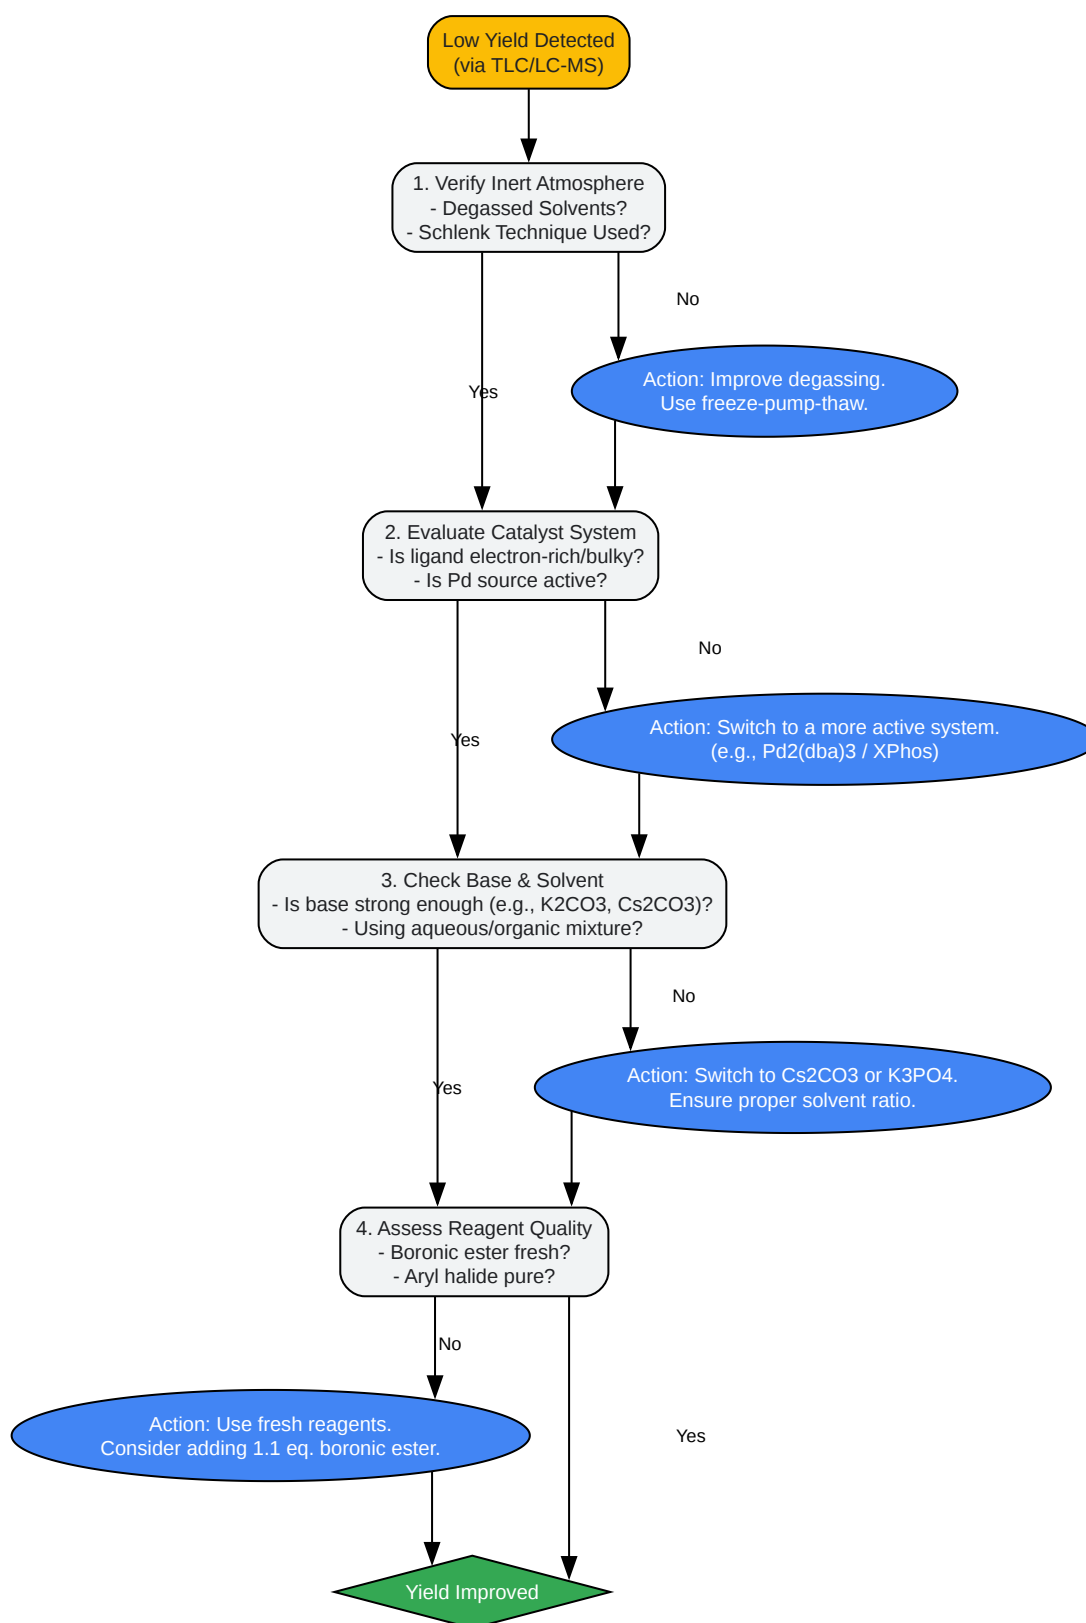 Low Yield Detected
(via TLC/LC-MS)
1. Verify Inert Atmosphere
- Degassed Solvents?
- Schlenk Technique Used?
No
Action: Improve degassing.
Use freeze-pump-thaw.
Yes
2. Evaluate Catalyst System
- Is ligand electron-rich/bulky?
- Is Pd source active?
No
Action: Switch to a more active system.
(e.g., Pd2(dba)3 / XPhos)
Yes
3. Check Base & Solvent
- Is base strong enough (e.g., K2CO3, Cs2CO3)?
- Using aqueous/organic mixture?
No
Action: Switch to Cs2CO3 or K3PO4.
Ensure proper solvent ratio.
Yes
4. Assess Reagent Quality
- Boronic ester fresh?
- Aryl halide pure?
No
Action: Use fresh reagents.
Consider adding 1.1 eq. boronic ester.
Yes
Yield Improved